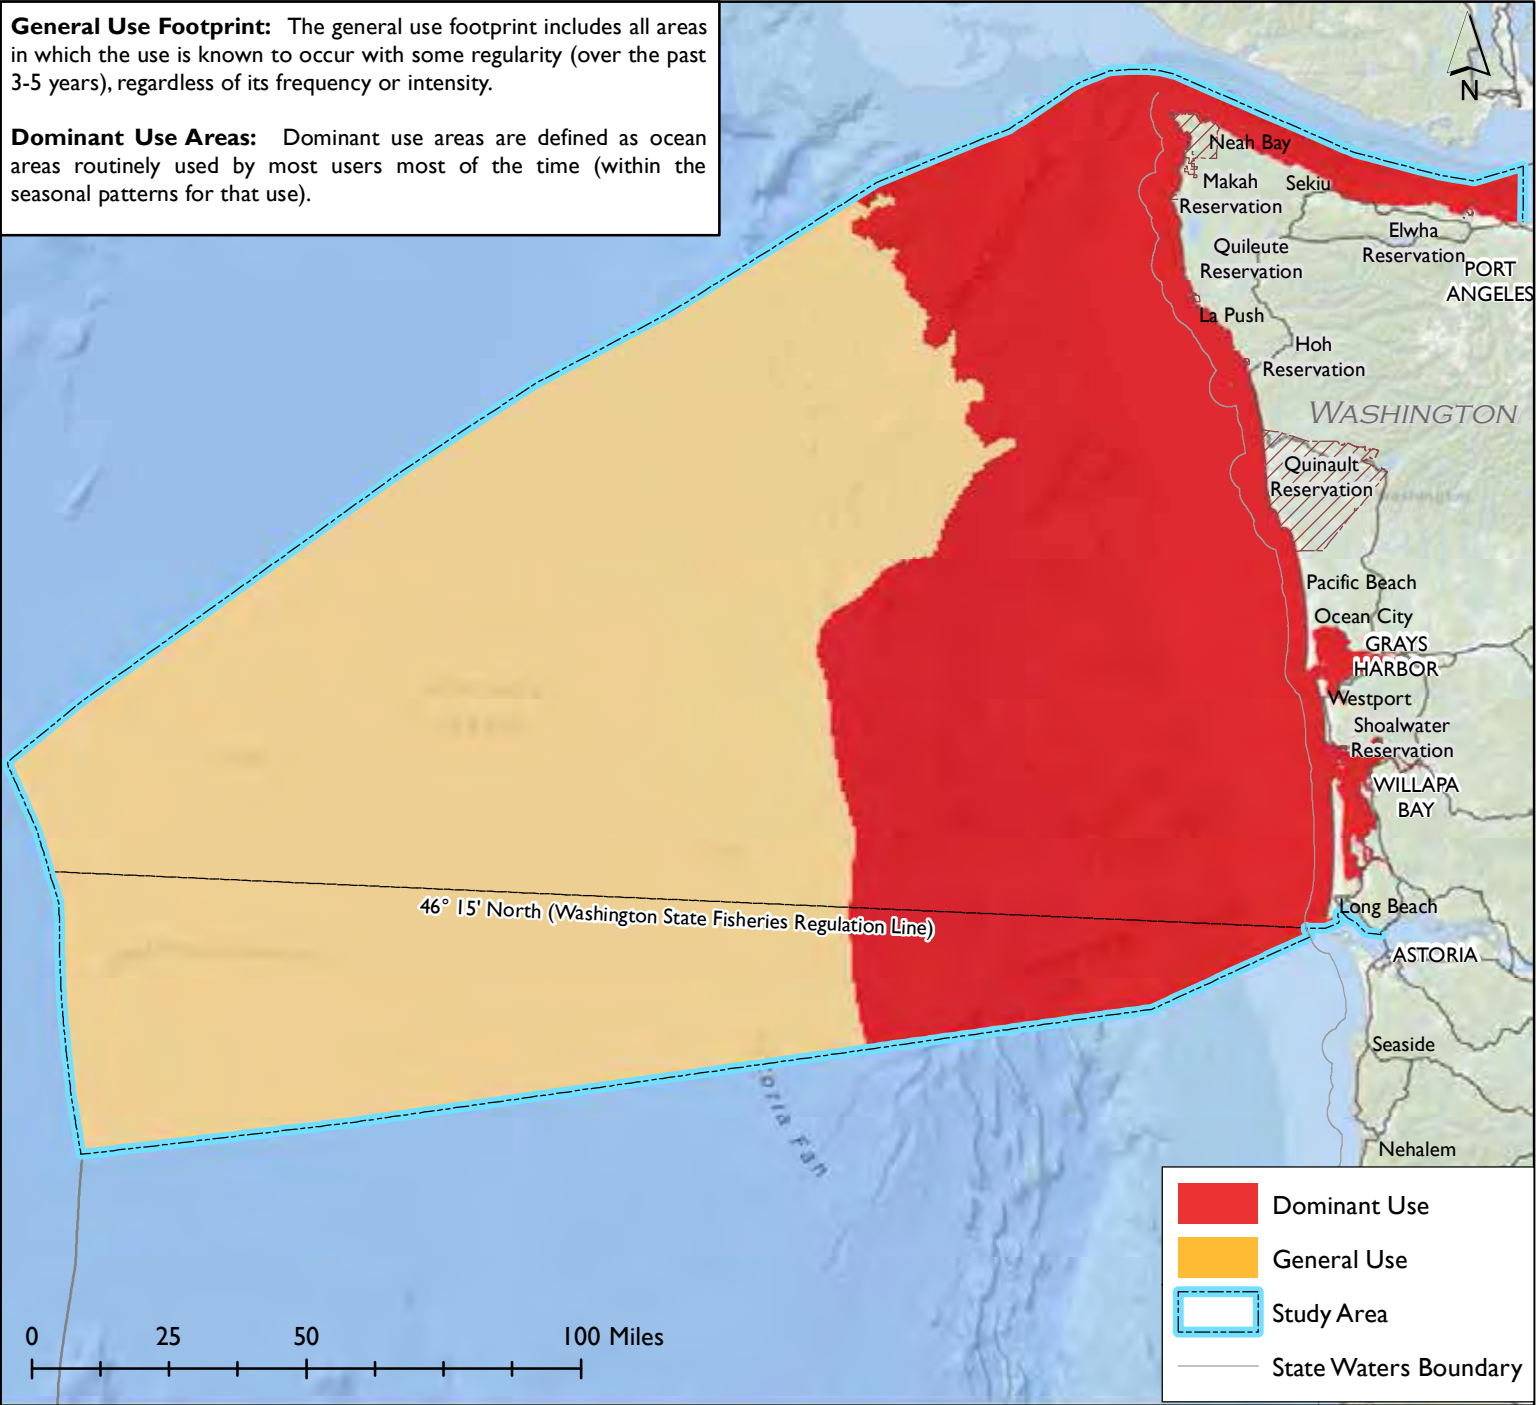 General Use Footprint: The general use footprint includes all areas
in which the use is known to occur with some regularity (over the past
3-5 years), regardless of its frequency or intensity.
Dominant Use Areas: Dominant use areas are defined as ocean
areas routinely used by most users most of the time (within the
seasonal patterns for that use).
N
Neah Bay
Makah
Reservation
Sekiu
Elwha
Reservation
PORT
ANGELES
Quileute
Reservation
La Push
Hoh
Reservation
WASHINGTON
Quinault
Reservation
Washington
Pacific Beach
Ocean City
GRAYS
HARBOR
Westport
Shoalwater
Reservation
WILLAPA
BAY
46° 15' North (Washington State Fisheries Regulation Line)
Long Beach
ASTORIA
Seaside
Nehalem
oria Fan
0 25 50 100 Miles
Dominant Use
General Use
Study Area
State Waters Boundary